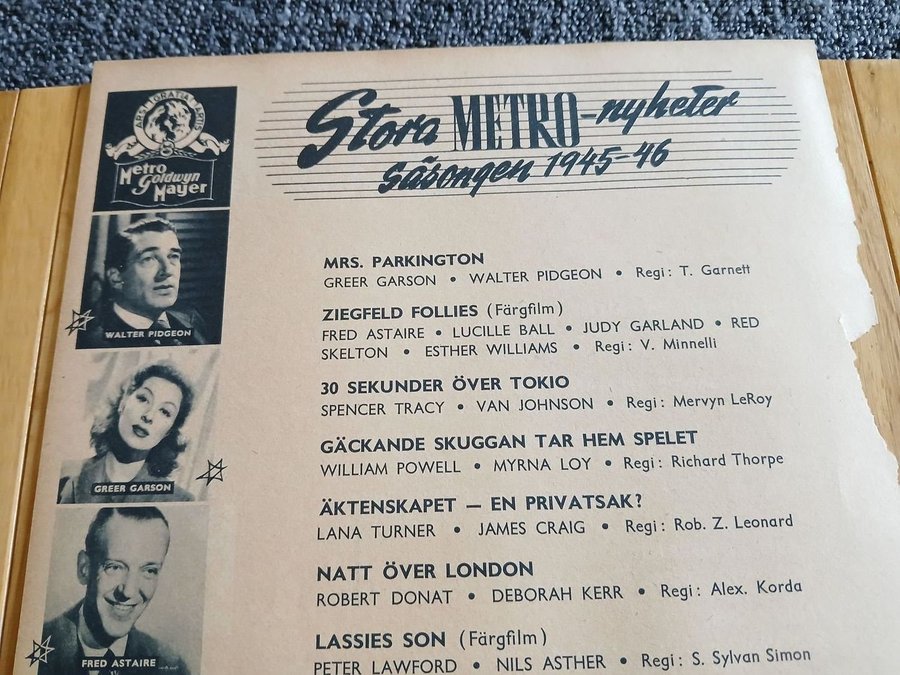 ARS GRATIA ARTIS
Metro
Goldwyn
Mayer
WALTER PIDGEON
GREER GARSON
FRED ASTAIRE
Stora METRO-nyheter
säsongen 1945-46
MRS. PARKINGTON
GREER GARSON • WALTER PIDGEON • Regi: T. Garnett
ZIEGFELD FOLLIES (Färgfilm)
FRED ASTAIRE • LUCILLE BALL • JUDY GARLAND • RED
SKELTON • ESTHER WILLIAMS • Regi: V. Minnelli
30 SEKUNDER ÖVER TOKIO
SPENCER TRACY • VAN JOHNSON • Regi: Mervyn LeRoy
GÄCKANDE SKUGGAN TAR HEM SPELET
WILLIAM POWELL • MYRNA LOY • Regi: Richard Thorpe
ÄKTENSKAPET — EN PRIVATSAK?
LANA TURNER • JAMES CRAIG • Regi: Rob. Z. Leonard
NATT ÖVER LONDON
ROBERT DONAT • DEBORAH KERR • Regi: Alex. Korda
LASSIES SON (Färgfilm)
PETER LAWFORD • NILS ASTHER • Regi: S. Sylvan Simon